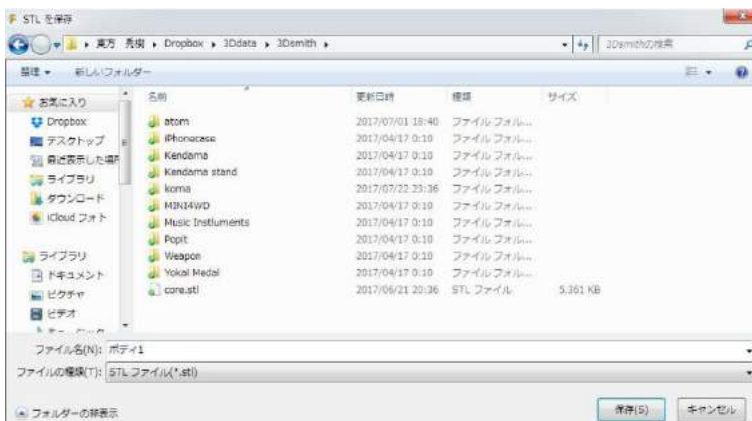 STL を保存
東方 秀樹 ▸ Dropbox ▸ 3Ddata ▸ 3Dsmith ▸
3Dsmithの検索
整理 ▾ 新しいフォルダー
名前 更新日時 種類 サイズ
お気に入り
Dropbox
デスクトップ
最近表示した場所
ライブラリ
ダウンロード
iCloud フォト
ライブラリ
ドキュメント
ピクチャ
ビデオ
atom 2017/07/01 18:40 ファイル フォル...
iPhonecase 2017/04/17 0:10 ファイル フォル...
Kendama 2017/04/17 0:10 ファイル フォル...
Kendama stand 2017/04/17 0:10 ファイル フォル...
koma 2017/07/22 23:36 ファイル フォル...
MINI4WD 2017/04/17 0:10 ファイル フォル...
Music Instluments 2017/04/17 0:10 ファイル フォル...
Popit 2017/04/17 0:10 ファイル フォル...
Weapon 2017/04/17 0:10 ファイル フォル...
Yokai Medal 2017/04/17 0:10 ファイル フォル...
core.stl 2017/06/21 20:36 STL ファイル 5,361 KB
ファイル名(N): ボディ1
ファイルの種類(T): STL ファイル(*.stl)
フォルダーの非表示
保存(S) キャンセル